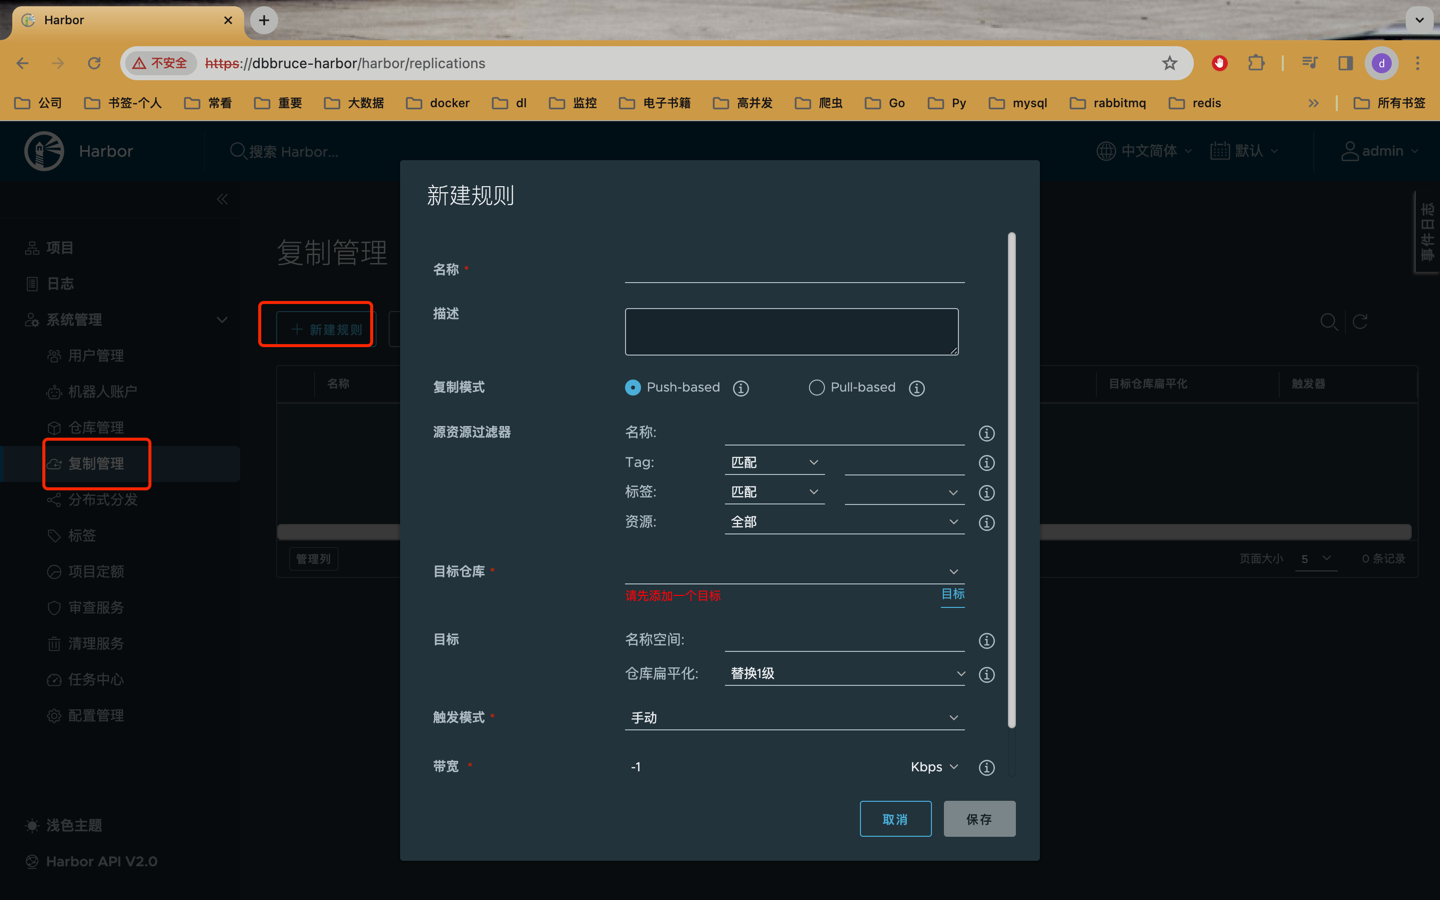 Harbor
不安全
https://dbbruce-harbor/harbor/replications
d
公司
书签-个人
常看
重要
大数据
docker
dl
监控
电子书籍
高并发
爬虫
Go
Py
mysql
rabbitmq
redis
所有书签
Harbor
搜索 Harbor...
中文简体
默认
admin
事件日志
项目
日志
系统管理
用户管理
机器人账户
仓库管理
复制管理
分布式分发
标签
项目定额
审查服务
清理服务
任务中心
配置管理
浅色主题
Harbor API V2.0
复制管理
新建规则
名称
目标仓库扁平化
触发器
管理列
页面大小 5
0 条记录
新建规则
名称 *
描述
复制模式
Push-based
Pull-based
源资源过滤器
名称:
Tag: 匹配
标签: 匹配
资源: 全部
目标仓库 *
请先添加一个目标
目标
目标
名称空间:
仓库扁平化: 替换1级
触发模式 * 手动
带宽 * -1 Kbps
取消
保存